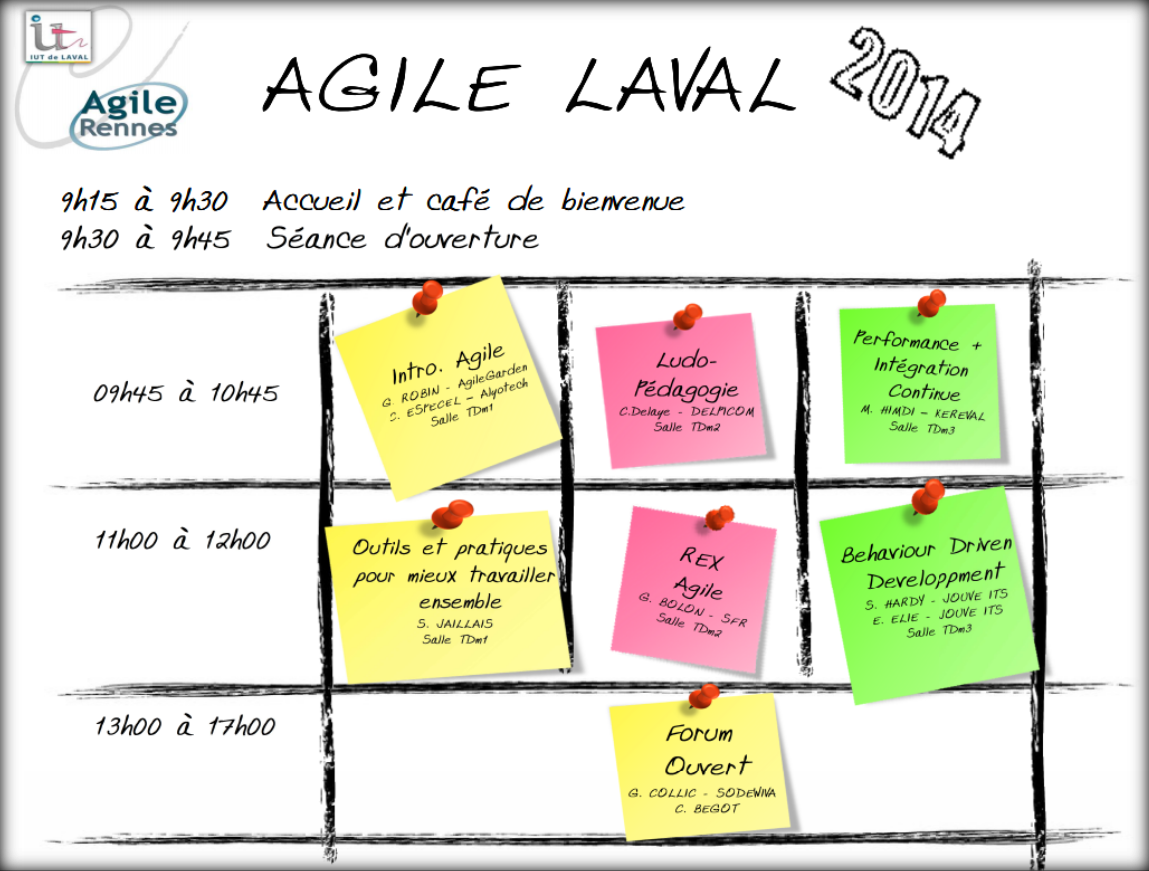 iut
IUT de LAVAL
Agile
Rennes
AGILE LAVAL 2014
9h15 à 9h30 Accueil et café de bienvenue
9h30 à 9h45 Séance d'ouverture
09h45 à 10h45
Intro. Agile
G. ROBIN - AgileGarden
C. ESPECEL – Alyotech
Salle TDm1
Ludo-
Pédagogie
C.Delaye - DELPICOM
Salle TDm2
Performance +
Intégration
Continue
M. HIMDI – KEREVAL
Salle TDm3
11h00 à 12h00
Outils et pratiques
pour mieux travailler
ensemble
S. JAILLAIS
Salle TDm1
REX
Agile
G. BOLON - SFR
Salle TDm2
Behaviour Driven
Developpment
S. HARDY - JOUVE ITS
E. ELIE - JOUVE ITS
Salle TDm3
13h00 à 17h00
Forum
Ouvert
G. COLLIC - SODEWIVA
C. BEGOT